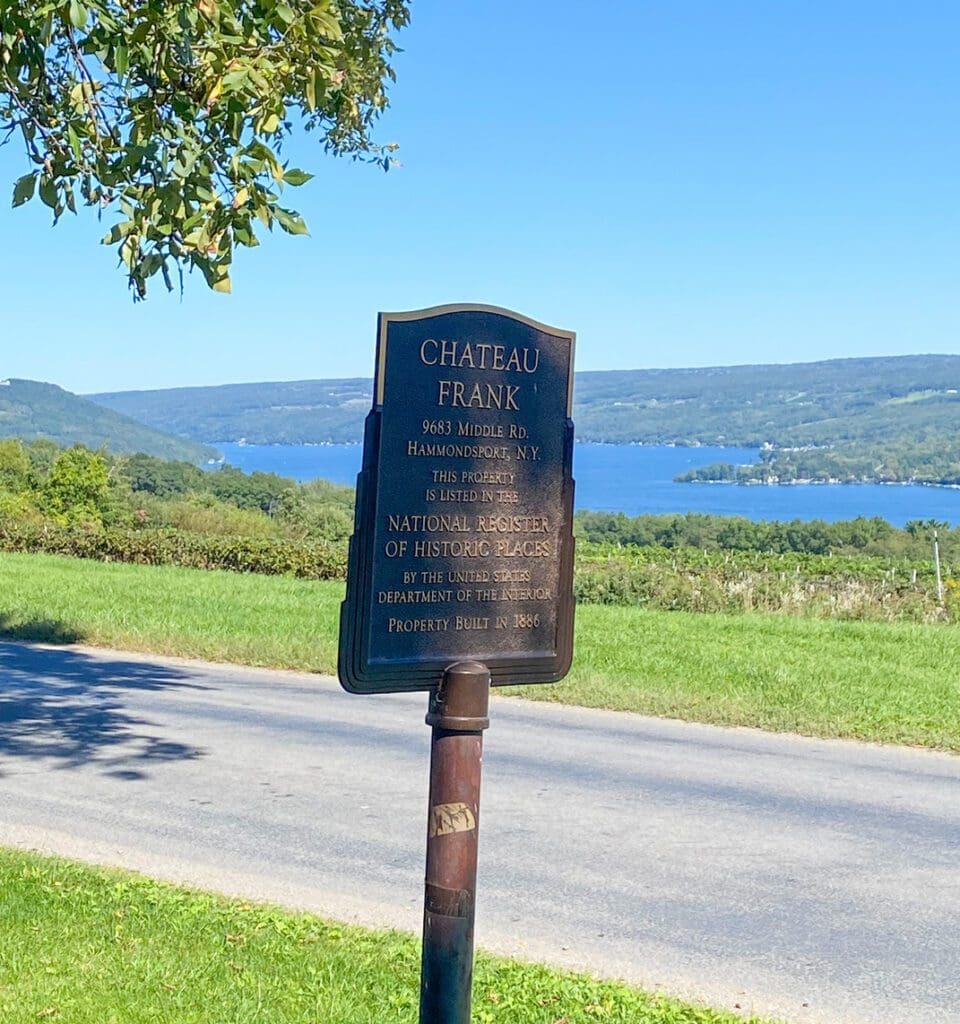 CHATEAU
FRANK
9683 MIDDLE RD.
HAMMONDSPORT, N.Y.
THIS PROPERTY
IS LISTED IN THE
NATIONAL REGISTER
OF HISTORIC PLACES
BY THE UNITED STATES
DEPARTMENT OF THE INTERIOR
PROPERTY BUILT IN 1886